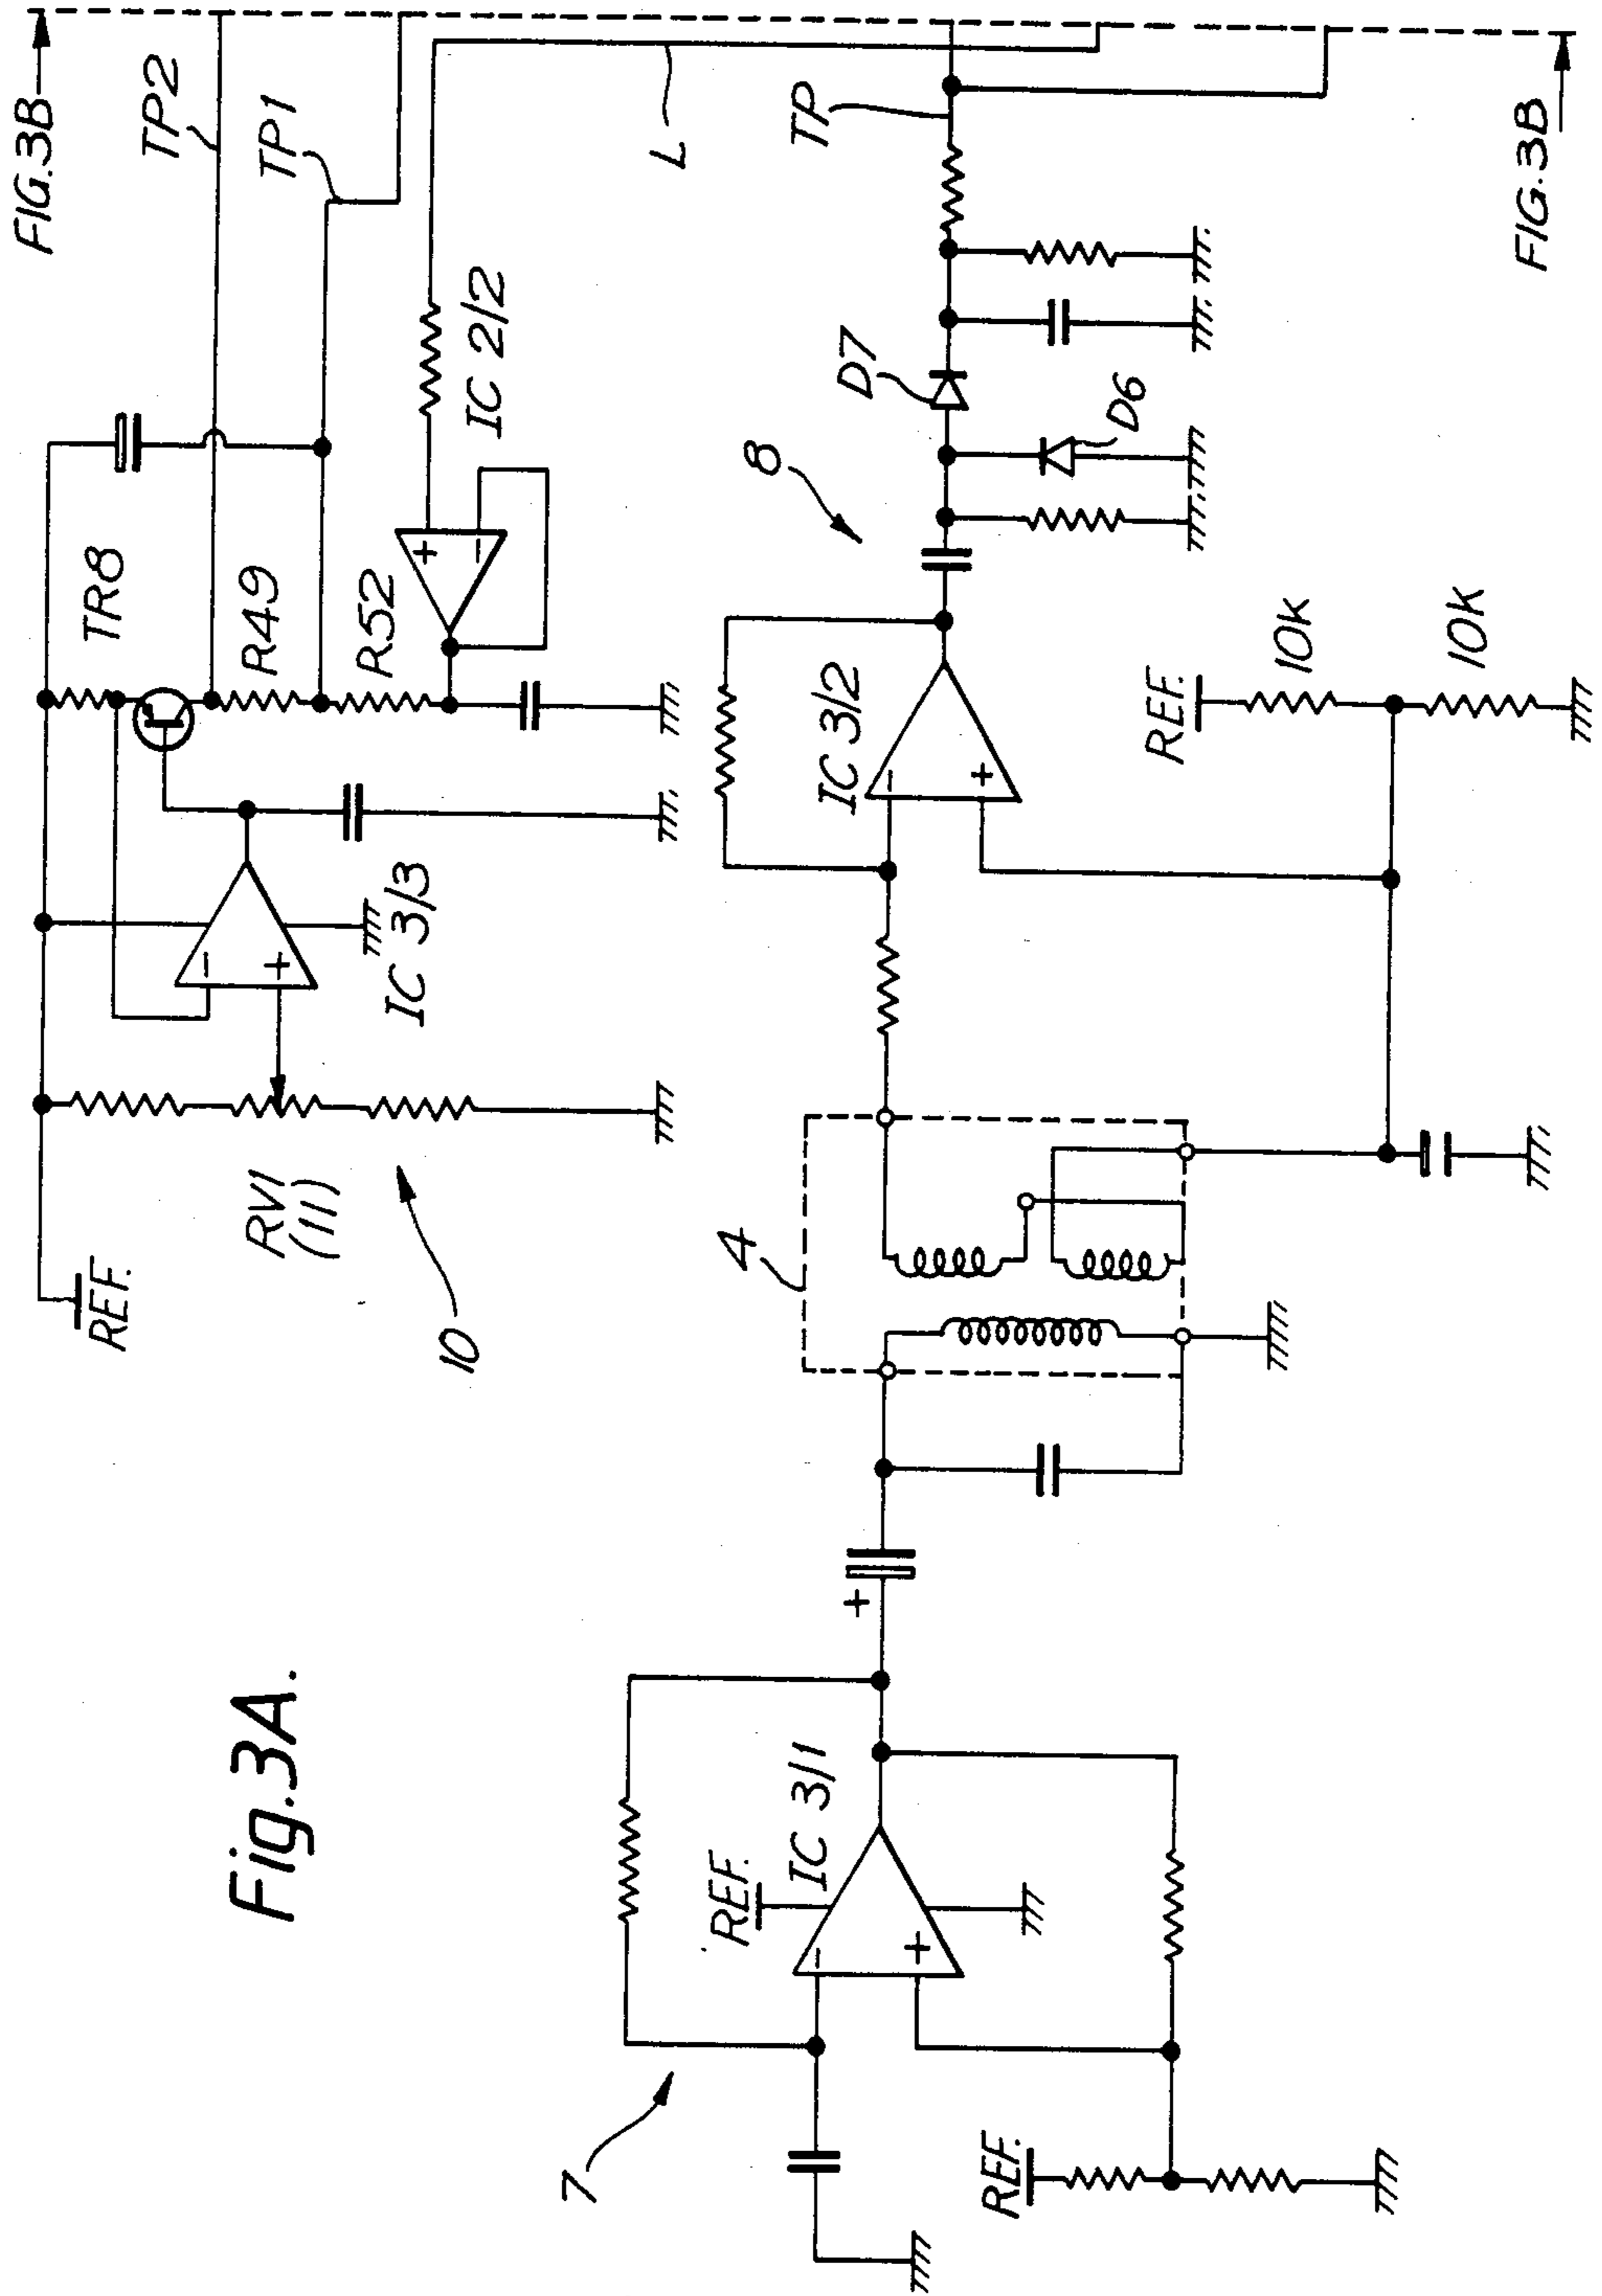 Fig.3A.
FIG.3B
TP2
TP1
TR8
R49
R52
IC 2/2
L
IC 3/3
RV1
(11)
REF.
10
TP
D7
D6
8
IC 3/2
REF.
10K
10K
4
+
IC 3/1
REF.
7
REF.
FIG.3B
−
+
+
−
−
+
−
+